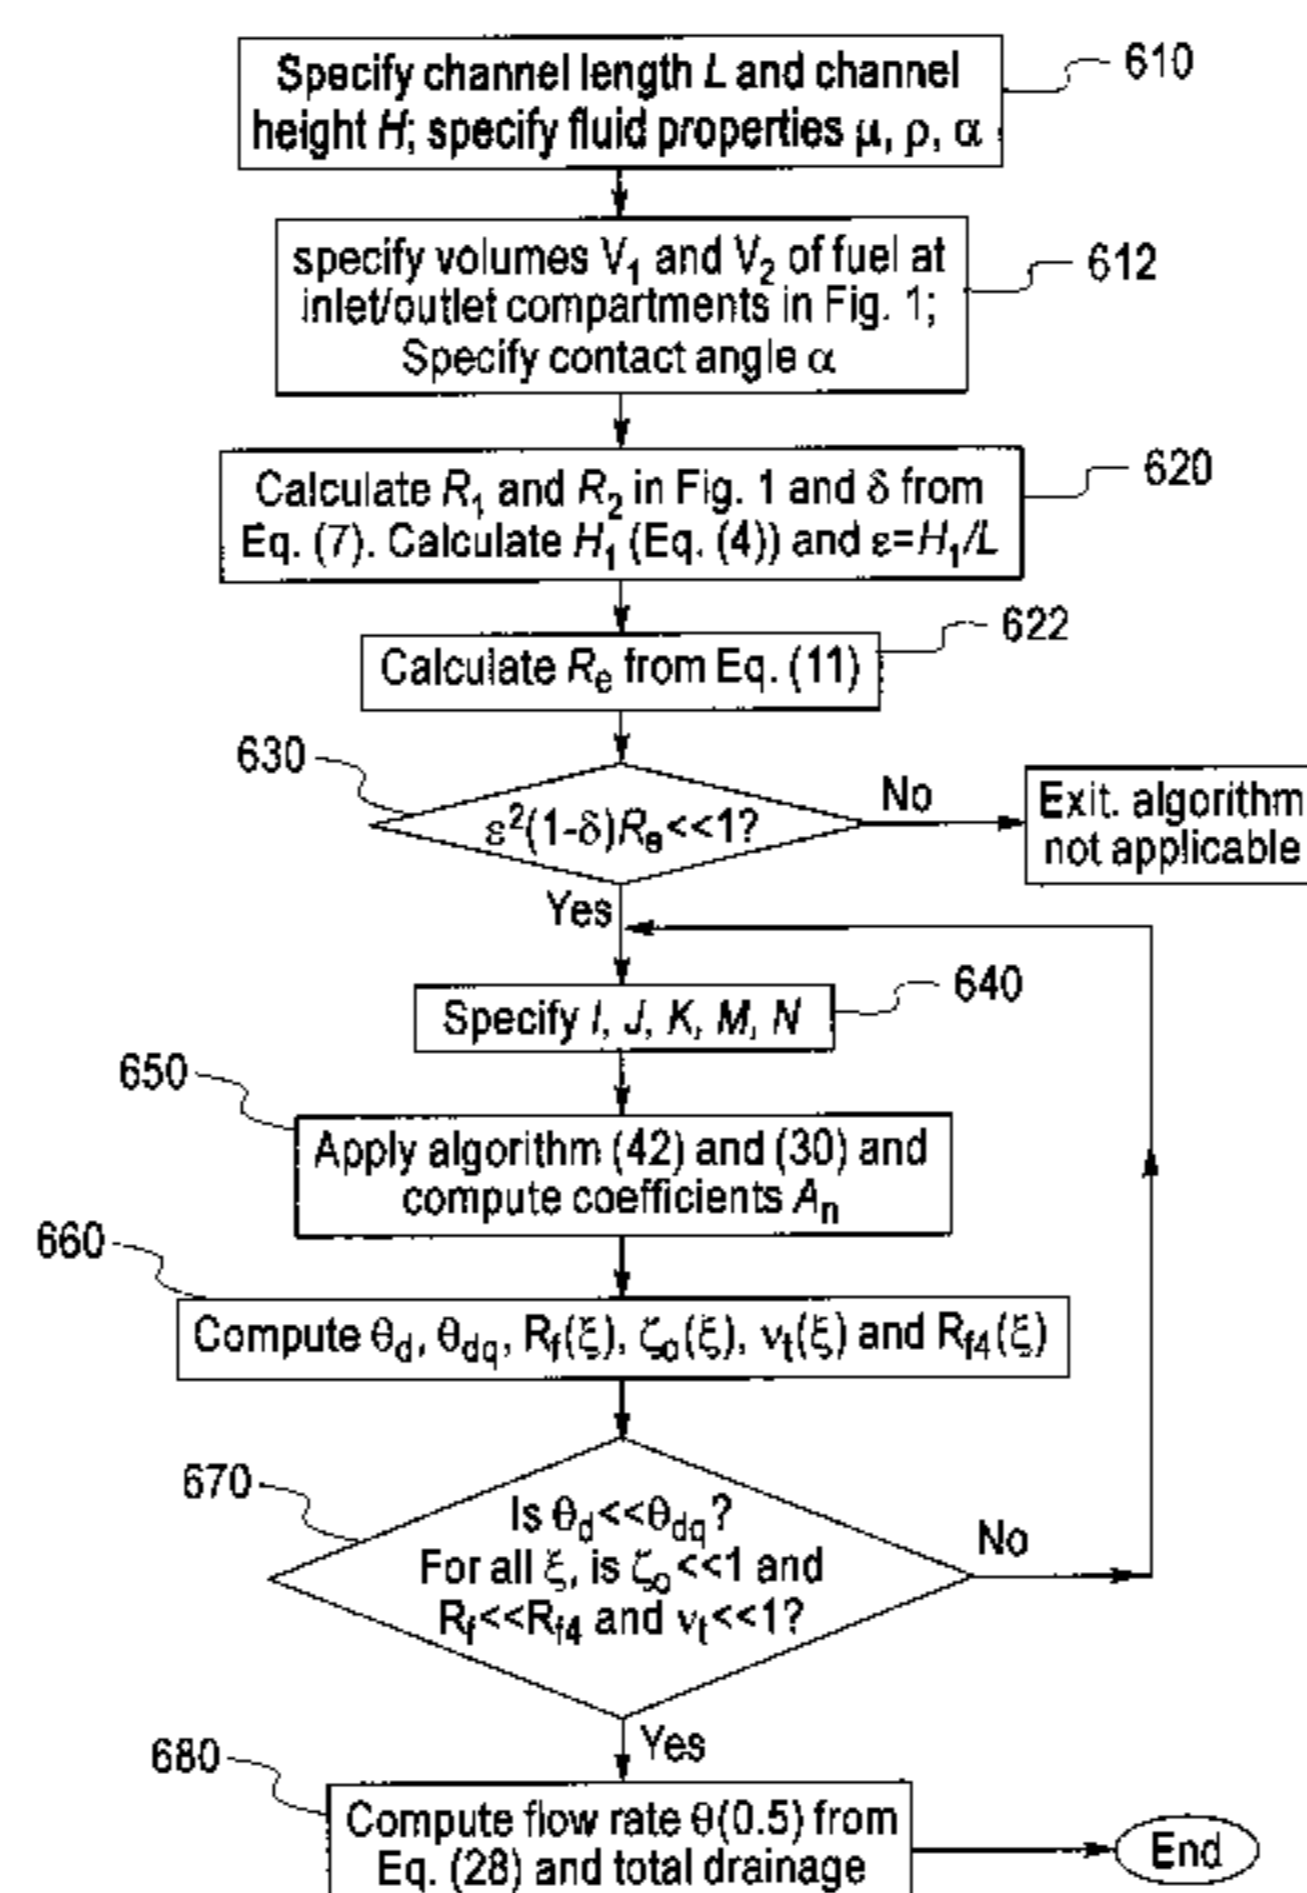 Specify channel length L and channel
height H; specify fluid properties μ, ρ, α
610
specify volumes V₁ and V₂ of fuel at
inlet/outlet compartments in Fig. 1;
Specify contact angle α
612
Calculate R₁ and R₂ in Fig. 1 and δ from
Eq. (7). Calculate H₁ (Eq. (4)) and ε=H₁/L
620
Calculate Rₑ from Eq. (11)
622
630
ε²(1-δ)Rₑ<<1?
No
Exit. algorithm
not applicable
Yes
Specify I, J, K, M, N
640
650
Apply algorithm (42) and (30) and
compute coefficients Aₙ
660
Compute θd, θdq, Rf(ξ), ζo(ξ), νt(ξ) and Rf4(ξ)
670
Is θd<<θdq?
For all ξ, is ζo<<1 and
Rf<<Rf4 and νt<<1?
No
Yes
680
Compute flow rate θ(0.5) from
Eq. (28) and total drainage
End